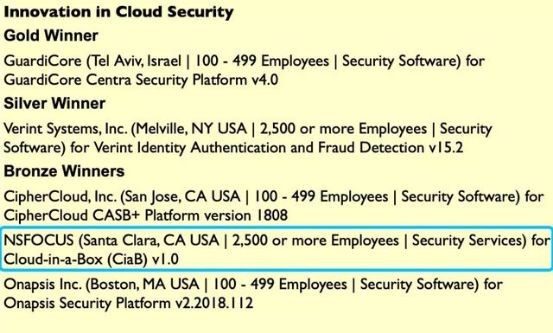 Innovation in Cloud Security
Gold Winner
GuardiCore (Tel Aviv, Israel | 100 - 499 Employees | Security Software) for
GuardiCore Centra Security Platform v4.0
Silver Winner
Verint Systems, Inc. (Melville, NY USA | 2,500 or more Employees | Security
Software) for Verint Identity Authentication and Fraud Detection v15.2
Bronze Winners
CipherCloud, Inc. (San Jose, CA USA | 100 - 499 Employees | Security Software) for
CipherCloud CASB+ Platform version 1808
NSFOCUS (Santa Clara, CA USA | 2,500 or more Employees | Security Services) for
Cloud-in-a-Box (CiaB) v1.0
Onapsis Inc. (Boston, MA USA | 100 - 499 Employees | Security Software) for
Onapsis Security Platform v2.2018.112